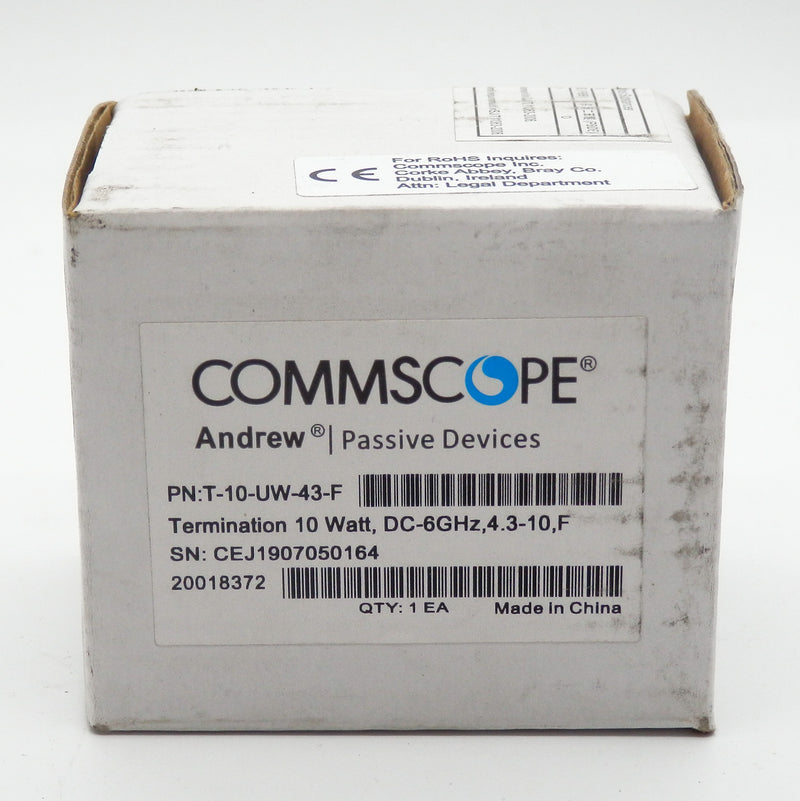 CE
For RoHS Inquires:
Commscope Inc.
Corke Abbey, Bray Co.
Dublin, Ireland
Attn: Legal Department
COMMSCOPE®
Andrew® | Passive Devices
PN:T-10-UW-43-F
Termination 10 Watt, DC-6GHz,4.3-10,F
SN: CEJ1907050164
20018372
QTY: 1 EA Made in China